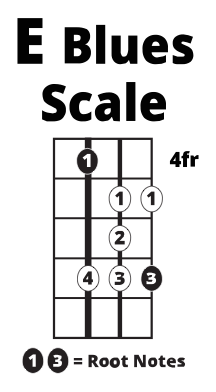 E Blues
Scale
1 4fr
1 1
2
4 3 3
1 3 = Root Notes